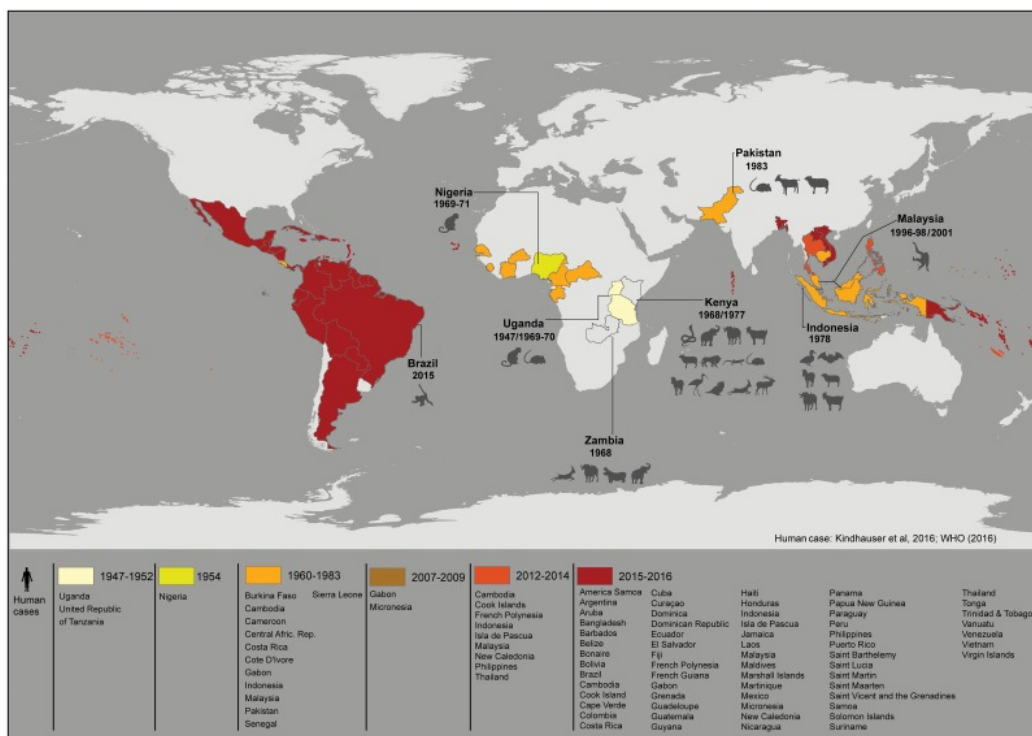 Pakistan
1983
Nigeria
1969-71
Malaysia
1996-98/2001
Uganda
1947/1969-70
Kenya
1968/1977
Indonesia
1978
Brazil
2015
Zambia
1968
Human case: Kindhauser et al, 2016; WHO (2016)
Human
cases
1947-1952
Uganda
United Republic
of Tanzania
1954
Nigeria
1960-1983
Burkina Faso
Cambodia
Cameroon
Central Afric. Rep.
Costa Rica
Cote D'Ivore
Gabon
Indonesia
Malaysia
Pakistan
Senegal
Sierra Leone
2007-2009
Gabon
Micronesia
2012-2014
Cambodia
Cook Islands
French Polynesia
Indonesia
Isla de Pascua
Malaysia
New Caledonia
Philippines
Thailand
2015-2016
America Samoa
Argentina
Aruba
Bangladesh
Barbados
Belize
Bonaire
Bolivia
Brazil
Cambodia
Cook Island
Cape Verde
Colombia
Costa Rica
Cuba
Curaçao
Dominica
Dominican Republic
Ecuador
El Salvador
Fiji
French Polynesia
French Guiana
Gabon
Grenada
Guadeloupe
Guatemala
Guyana
Haiti
Honduras
Indonesia
Isla de Pascua
Jamaica
Laos
Malaysia
Maldives
Marshall Islands
Martinique
Mexico
Micronesia
New Caledonia
Nicaragua
Panama
Papua New Guinea
Paraguay
Peru
Philippines
Puerto Rico
Saint Barthelemy
Saint Lucia
Saint Martin
Saint Maarten
Saint Vicent and the Grenadines
Samoa
Solomon Islands
Suriname
Thailand
Tonga
Trinidad & Tobago
Vanuatu
Venezuela
Vietnam
Virgin Islands